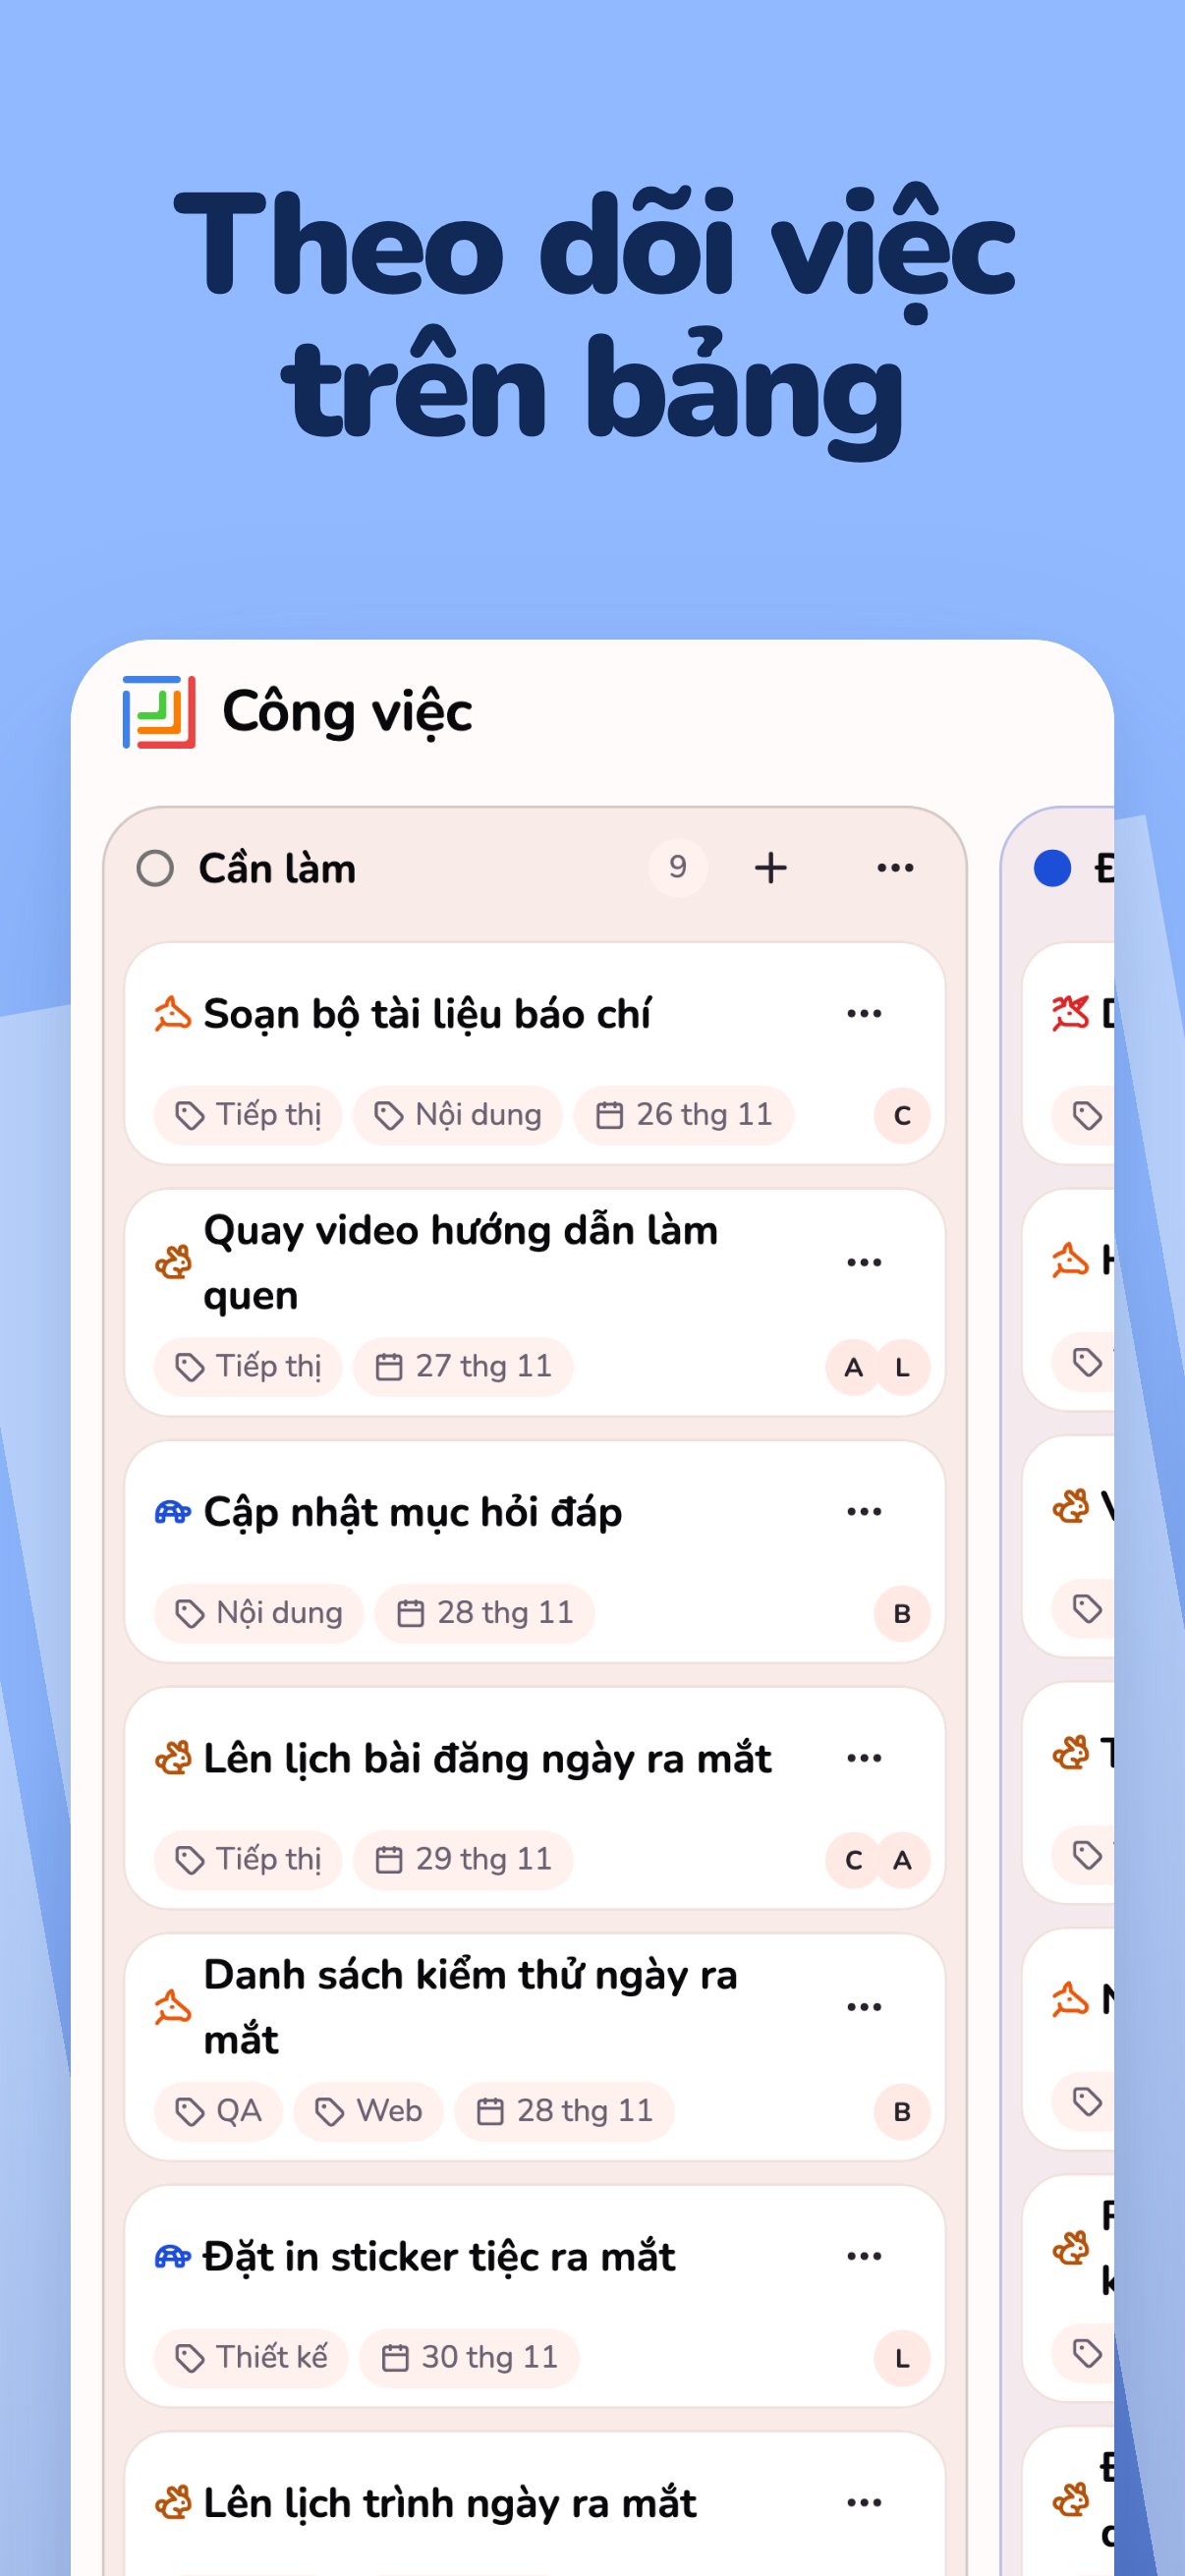 Theo dõi việc
trên bảng
Công việc
Cần làm
9
Soạn bộ tài liệu báo chí
Tiếp thị
Nội dung
26 thg 11
C
Quay video hướng dẫn làm
quen
Tiếp thị
27 thg 11
A
L
Cập nhật mục hỏi đáp
Nội dung
28 thg 11
B
Lên lịch bài đăng ngày ra mắt
Tiếp thị
29 thg 11
C
A
Danh sách kiểm thử ngày ra
mắt
QA
Web
28 thg 11
B
Đặt in sticker tiệc ra mắt
Thiết kế
30 thg 11
L
Lên lịch trình ngày ra mắt